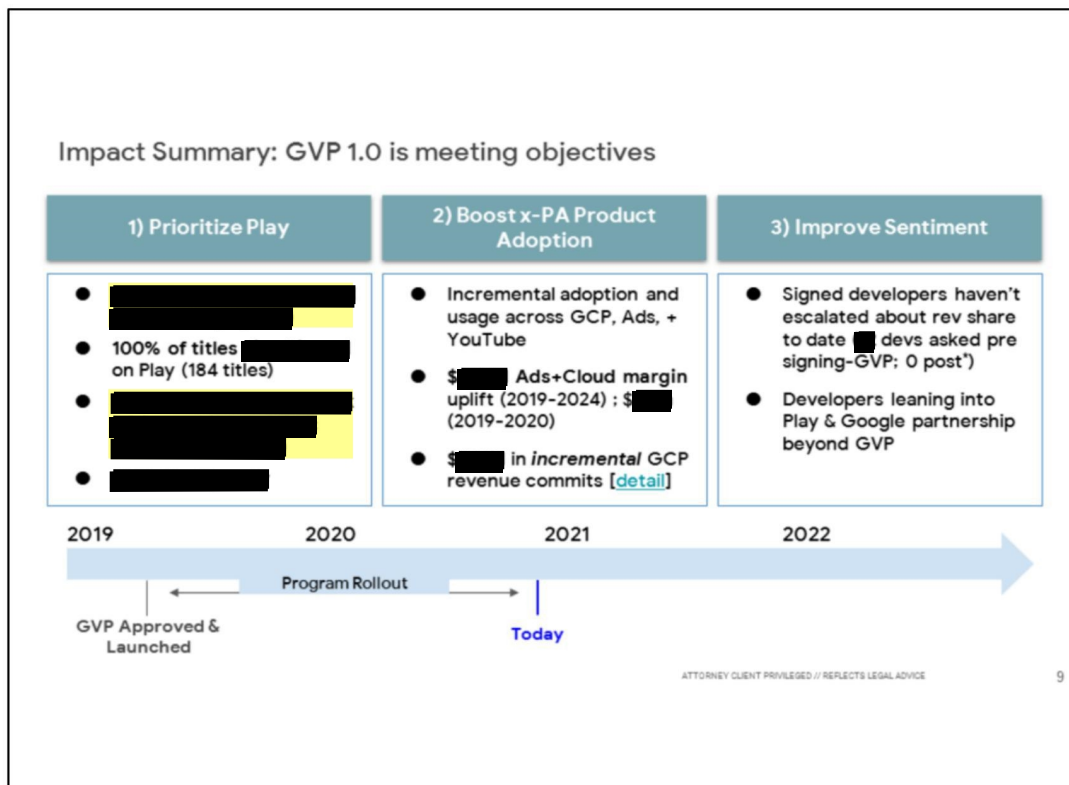 Impact Summary: GVP 1.0 is meeting objectives
1) Prioritize Play
100% of titles
on Play (184 titles)
2) Boost x-PA Product
Adoption
Incremental adoption and
usage across GCP, Ads, +
YouTube
$ Ads+Cloud margin
uplift (2019-2024) ; $
(2019-2020)
$ in incremental GCP
revenue commits [detail]
3) Improve Sentiment
Signed developers haven't
escalated about rev share
to date ( devs asked pre
signing-GVP; 0 post*)
Developers leaning into
Play & Google partnership
beyond GVP
2019 2020 2021 2022
Program Rollout
GVP Approved &
Launched
Today
ATTORNEY CLIENT PRIVILEGED // REFLECTS LEGAL ADVICE
9